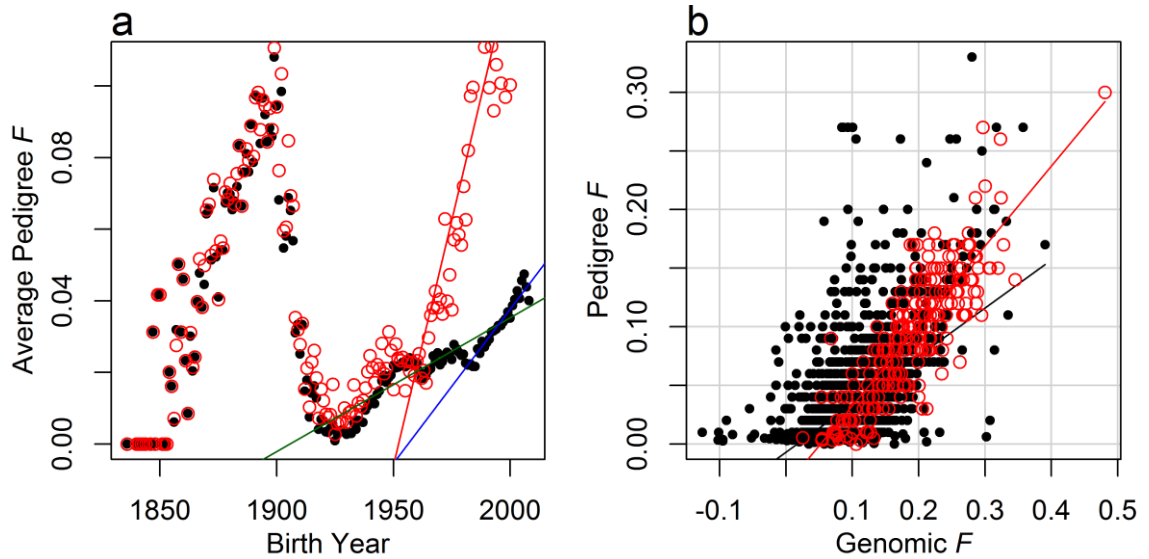 a
Average Pedigree F
0.08
0.04
0.00
1850 1900 1950 2000
Birth Year
b
Pedigree F
0.30
0.20
0.10
0.00
-0.1 0.1 0.2 0.3 0.4 0.5
Genomic F